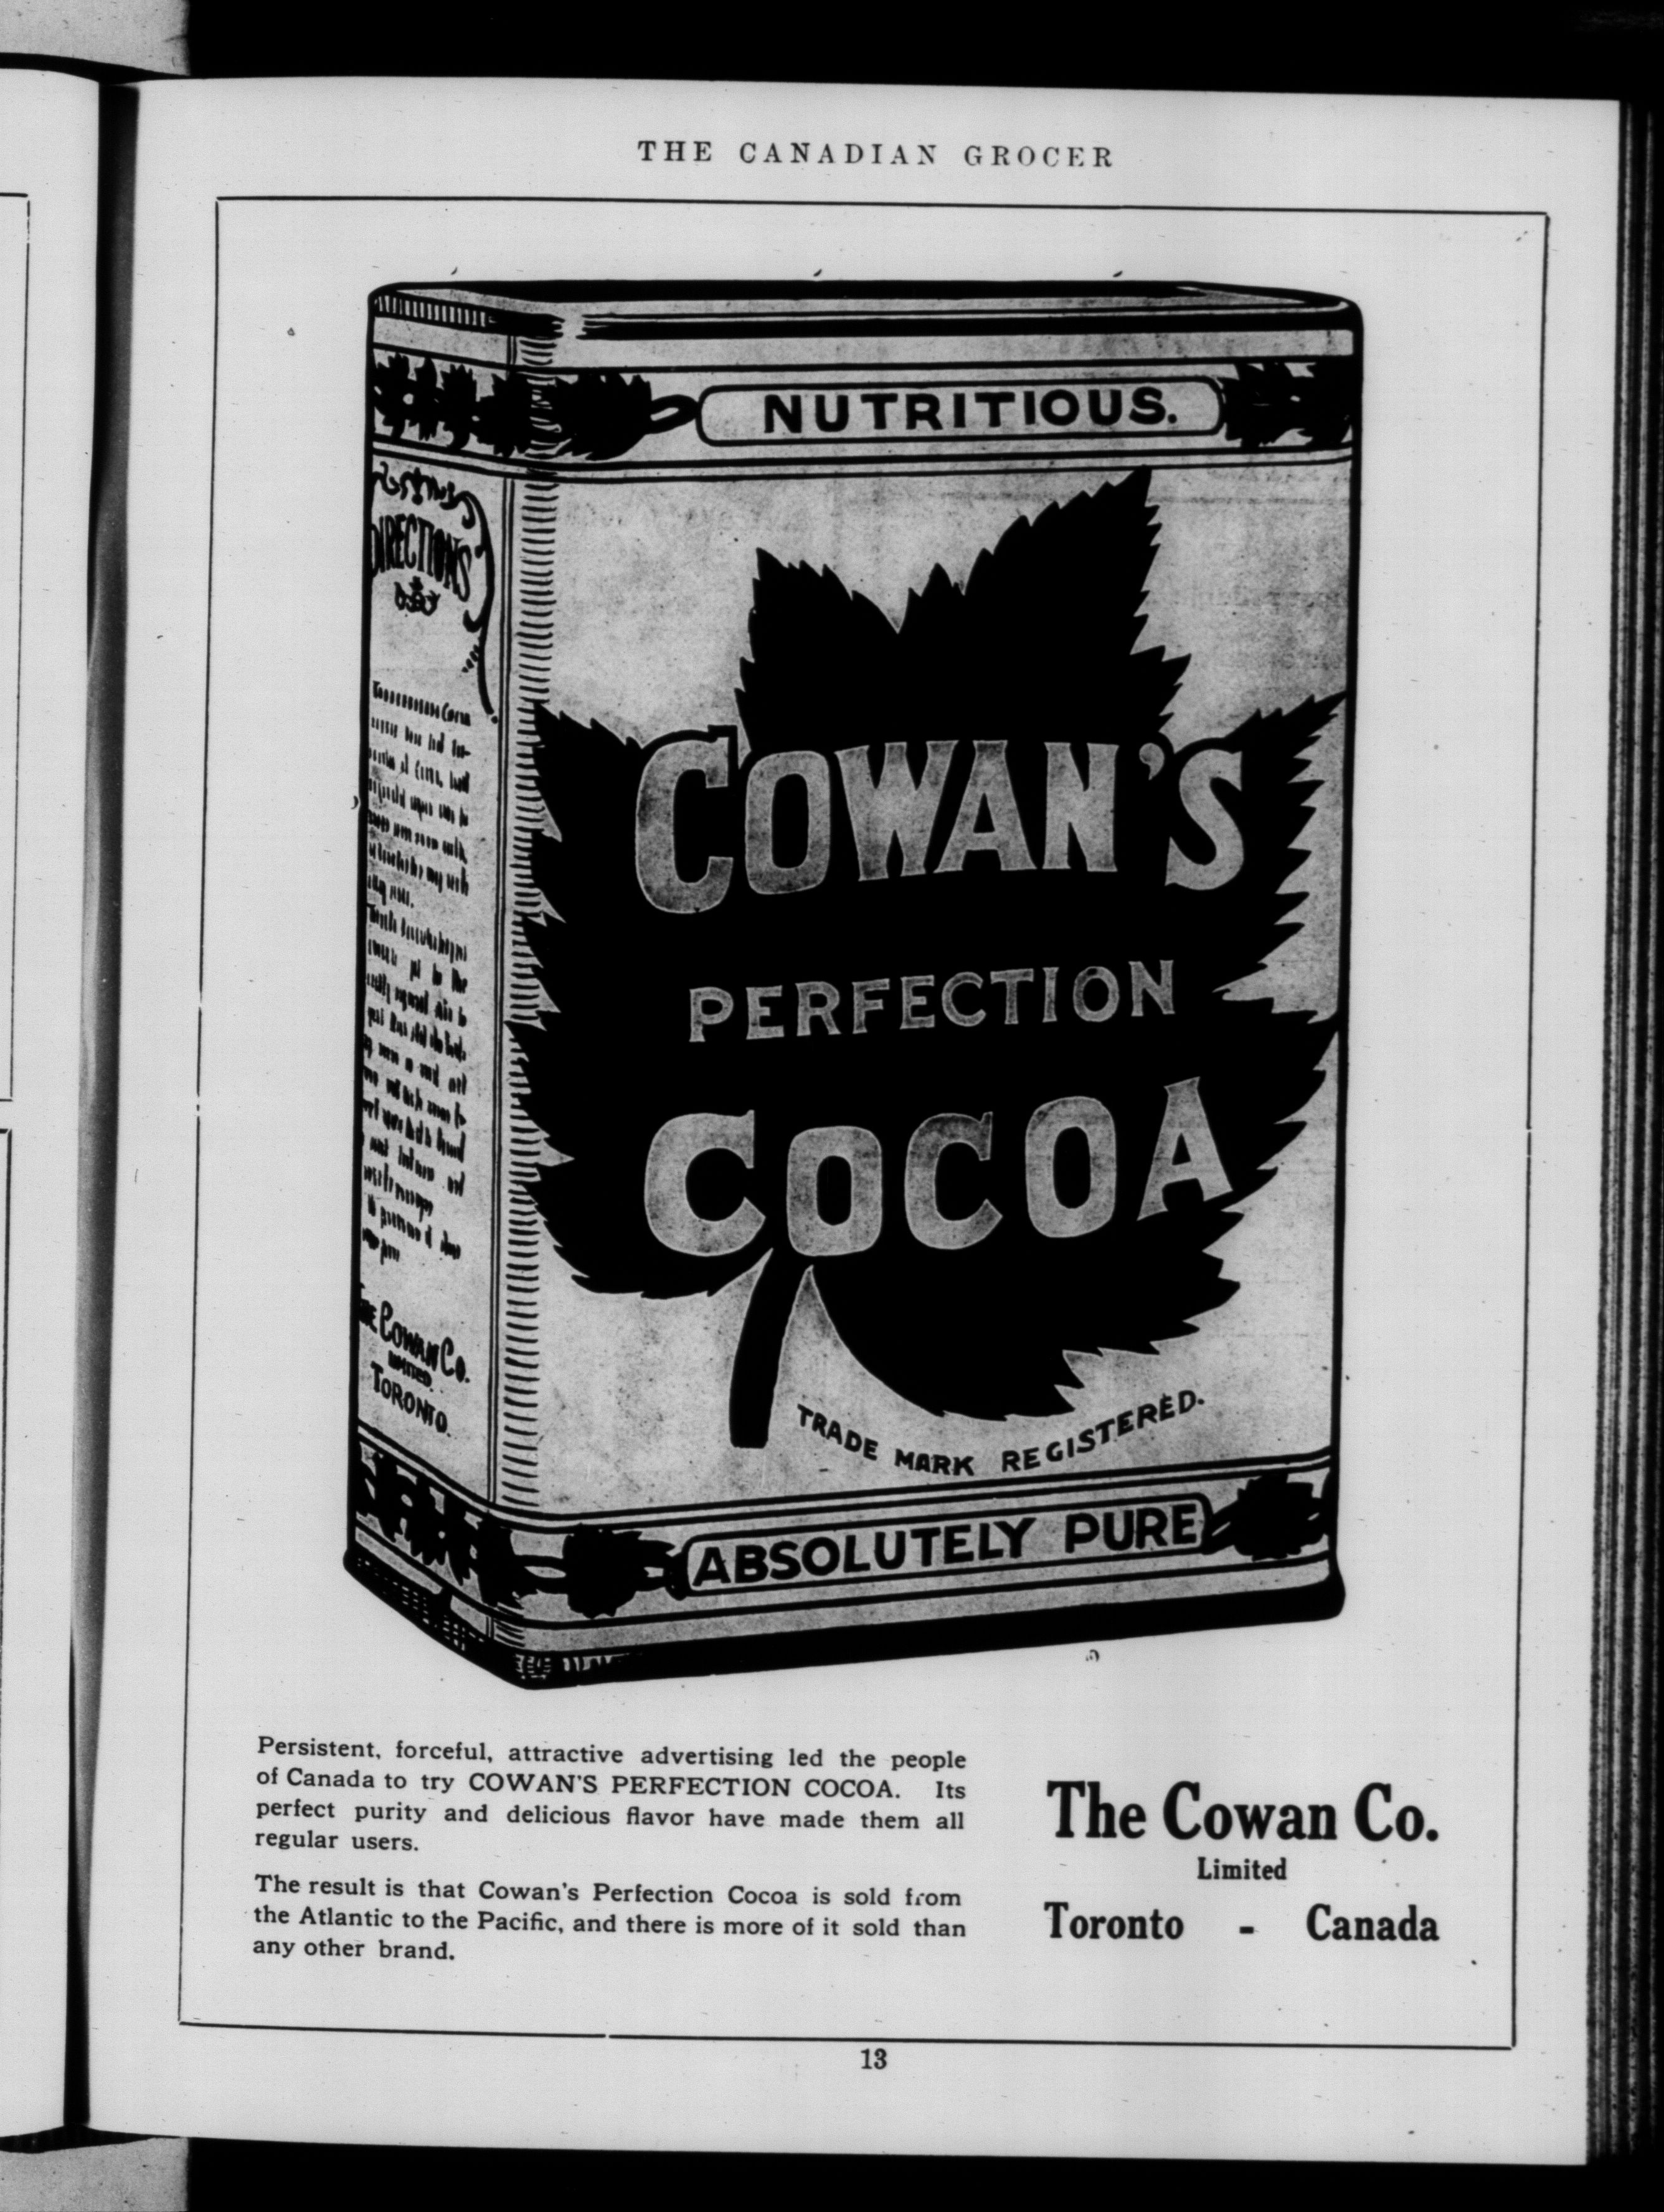 THE CANADIAN GROCER
NUTRITIOUS.
DIRECTIONS
COWAN'S
PERFECTION
COCOA
THE COWAN CO.
LIMITED.
TORONTO.
TRADE MARK REGISTERED.
ABSOLUTELY PURE
Persistent, forceful, attractive advertising led the people
of Canada to try COWAN'S PERFECTION COCOA. Its
perfect purity and delicious flavor have made them all
regular users.
The result is that Cowan's Perfection Cocoa is sold from
the Atlantic to the Pacific, and there is more of it sold than
any other brand.
The Cowan Co.
Limited
Toronto - Canada
13